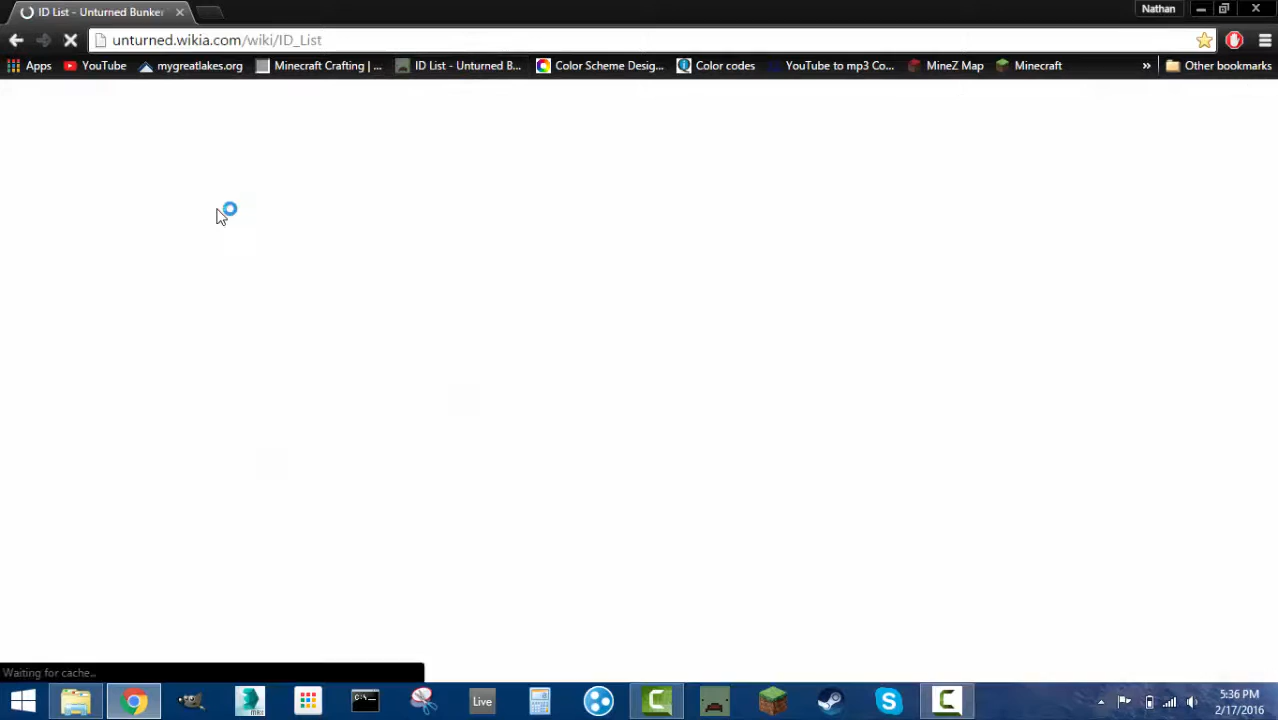 ID List - Unturned Bunker
Nathan
unturned.wikia.com/wiki/ID_List
Apps
YouTube
mygreatlakes.org
Minecraft Crafting | ...
ID List - Unturned B...
Color Scheme Desig...
Color codes
YouTube to mp3 Co...
MineZ Map
Minecraft
»
Other bookmarks
Waiting for cache...
Live
5:36 PM
2/17/2016